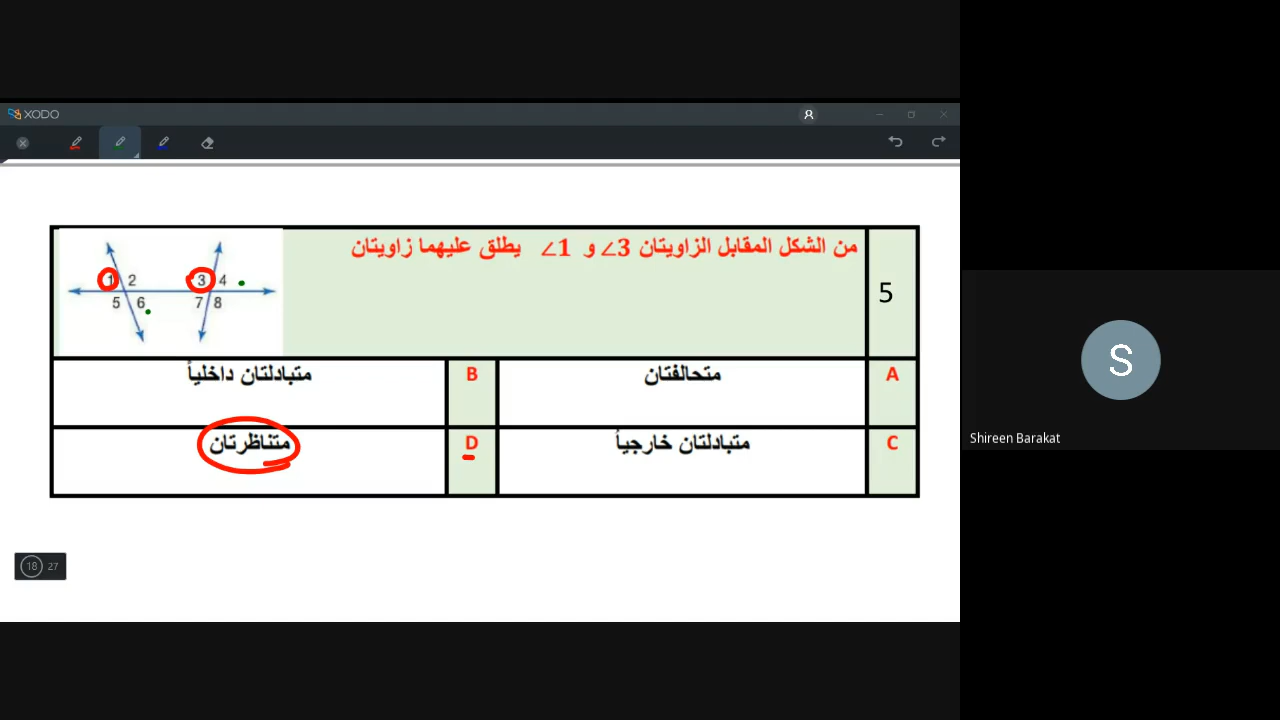 XODO
5
من الشكل المقابل الزاويتان 3∠ و 1∠ يطلق عليهما زاويتان
1 2 3 4
5 6 7 8
A
متحالفتان
B
متبادلتان داخلياً
C
متبادلتان خارجياً
D
متناظرتان
18 27
S
Shireen Barakat